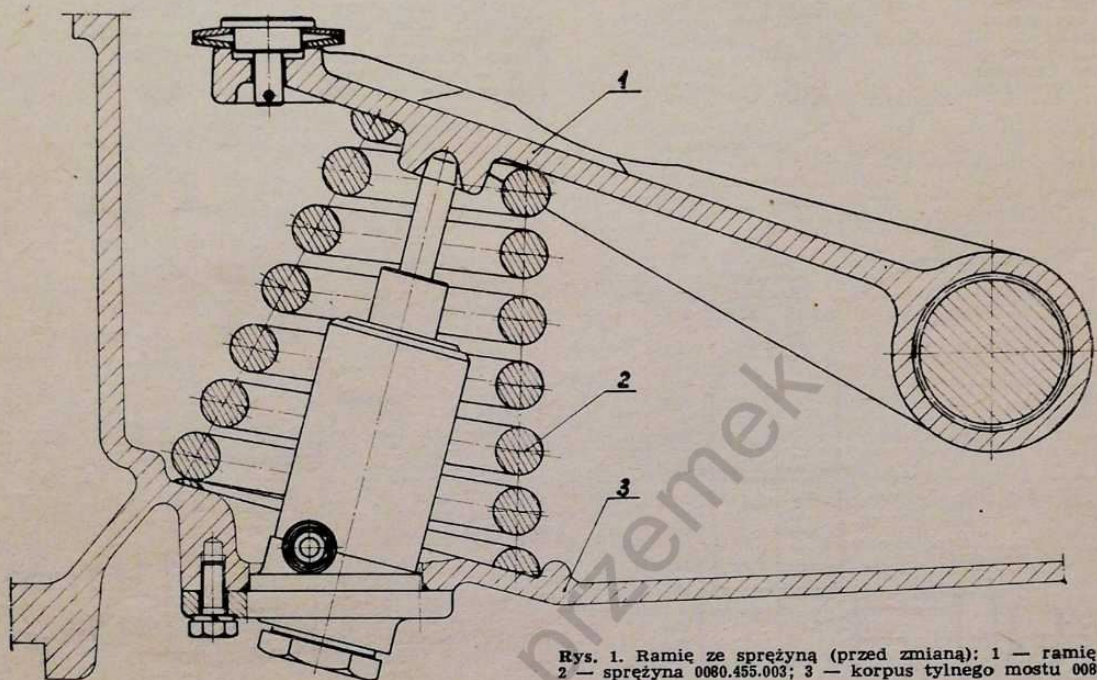 1
2
3
przemek
Rys. 1. Ramię ze sprężyną (przed zmianą): 1 — ramię
2 — sprężyna 0080.455.003; 3 — korpus tylnego mostu 008